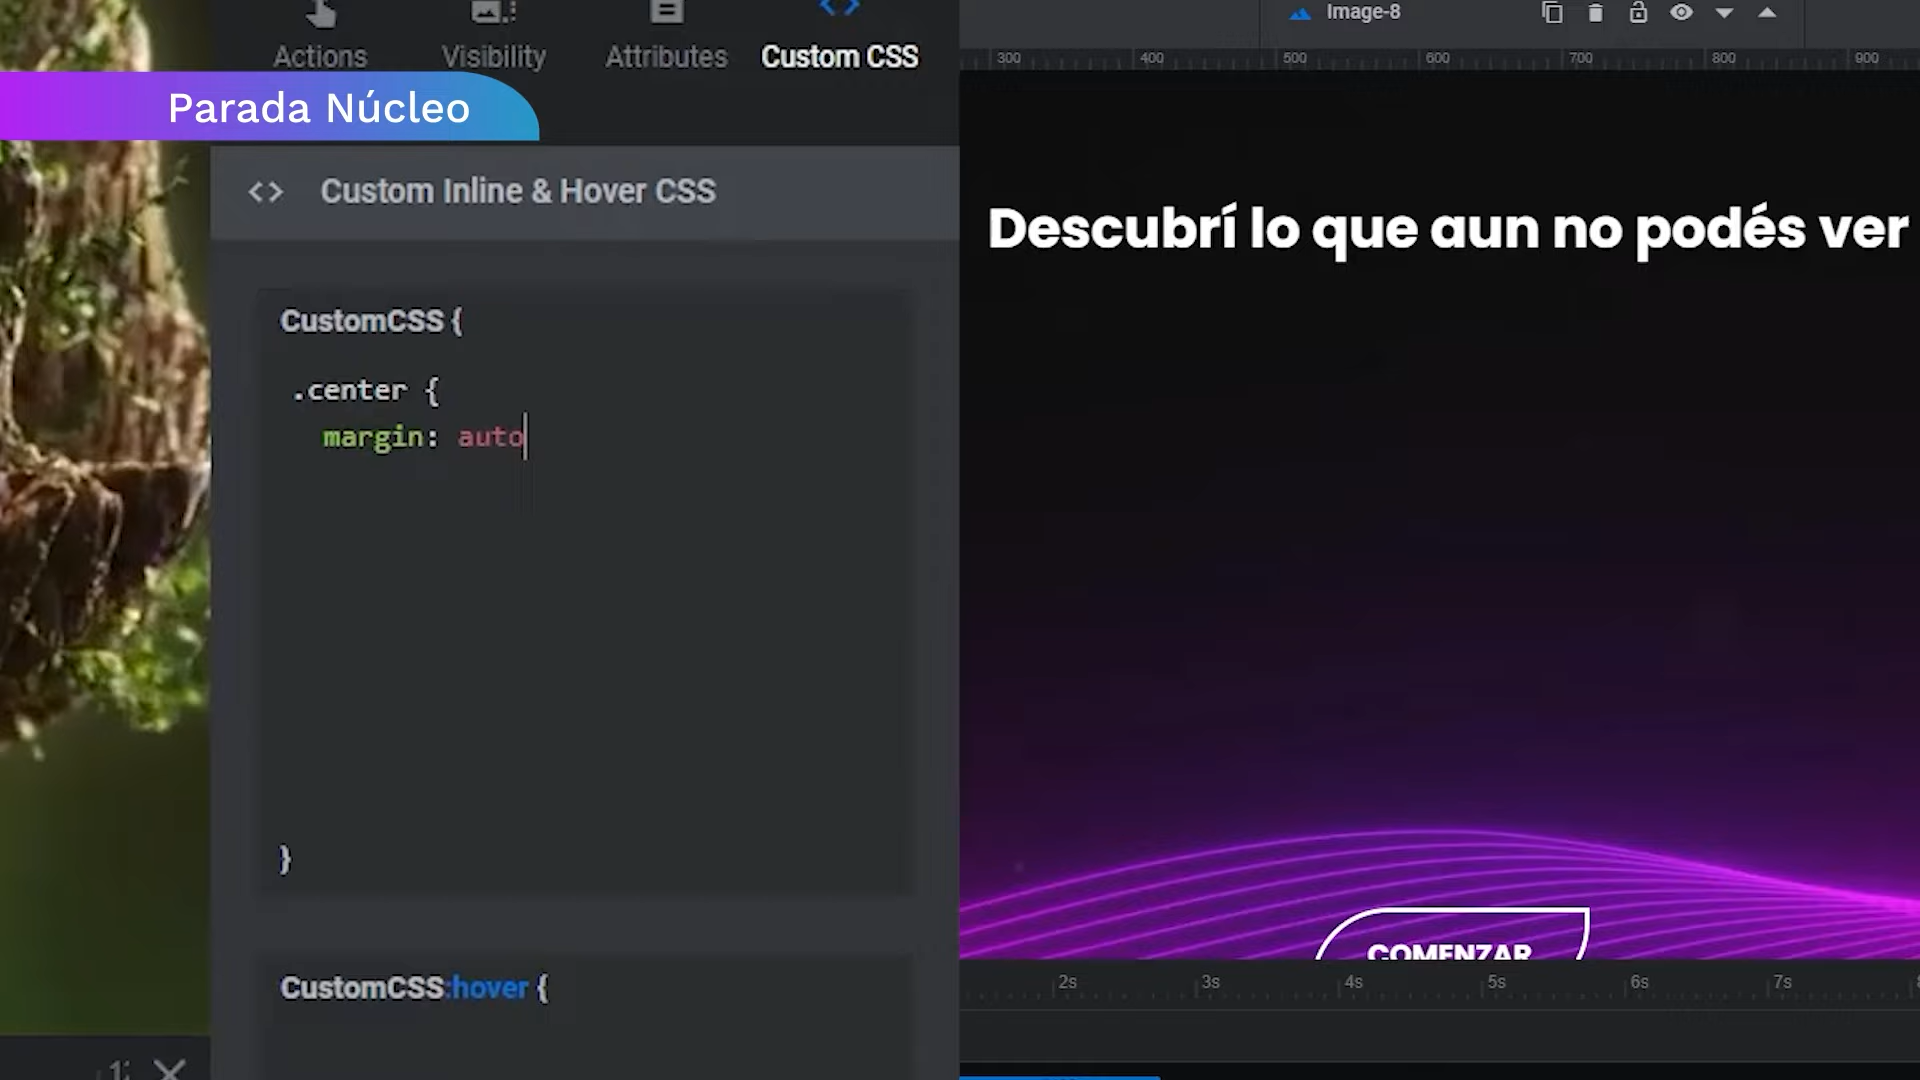 Actions
Visibility
Attributes
Custom CSS
Parada Núcleo
<> Custom Inline & Hover CSS
CustomCSS {
.center {
margin: auto
}
CustomCSS:hover {
Image-8
300
400
500
600
700
800
900
Descubrí lo que aun no podés ver
COMENZAR
2s
3s
4s
5s
6s
7s